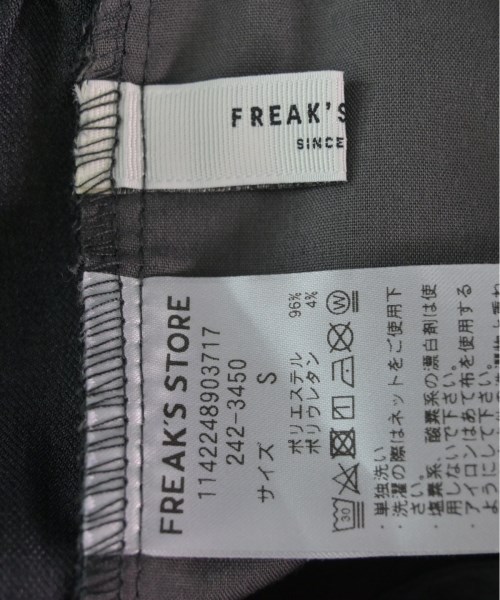 FREAK'S
SINCE
FREAK'S STORE
1142248903717
242-3450
サイズ S
ポリエステル 96%
ポリウレタン 4%
30
W
・単独洗い
・洗濯の際はネットをご使用下
さい。
・塩素系、酸素系の漂白剤は使
用しないで下さい。
・アイロンはあて布を使用する
ようにして下さい。